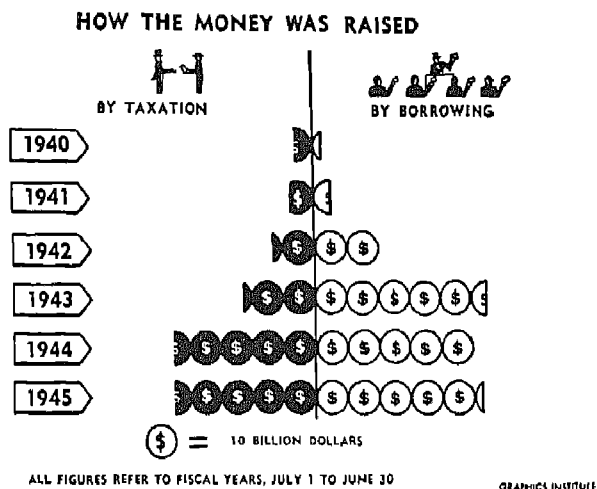 HOW THE MONEY WAS RAISED
BY TAXATION
BY BORROWING
1940
1941
1942
1943
1944
1945
$ = 10 BILLION DOLLARS
ALL FIGURES REFER TO FISCAL YEARS, JULY 1 TO JUNE 30
GRAPHICS INSTITUTE